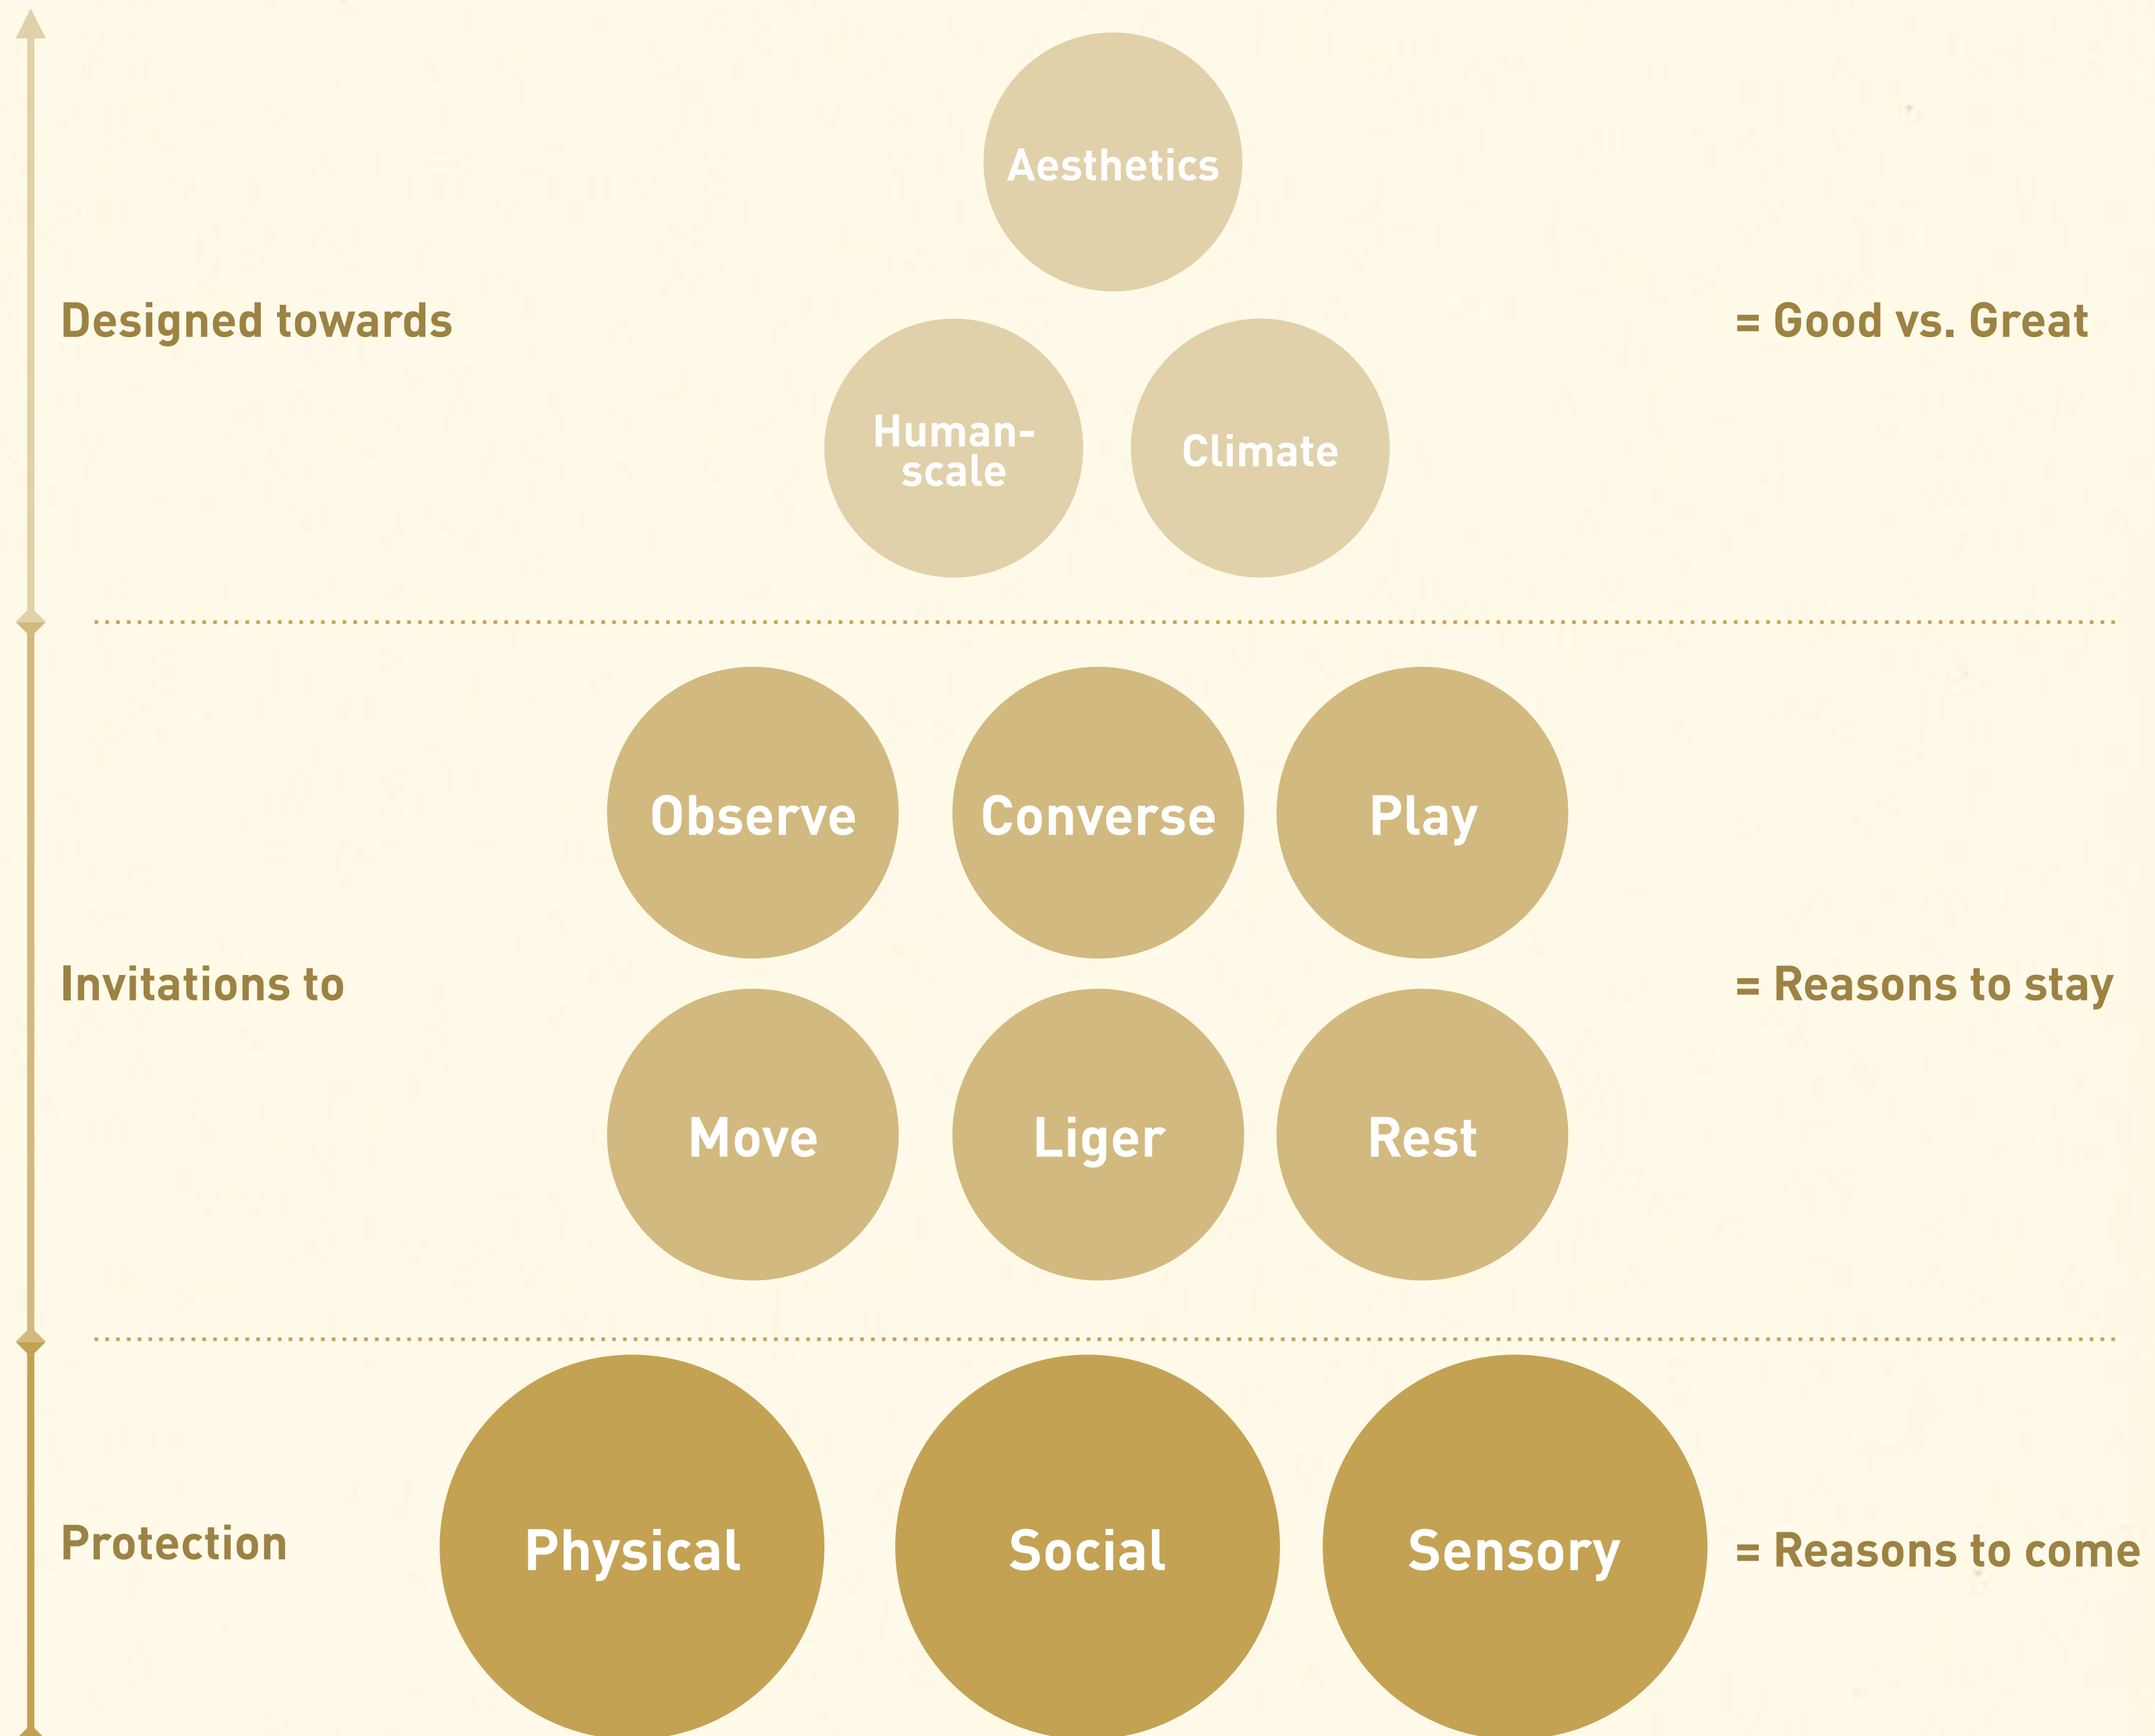 Aesthetics
Designed towards
= Good vs. Great
Human-
scale
Climate
Observe
Converse
Play
Invitations to
= Reasons to stay
Move
Liger
Rest
Protection
Physical
Social
Sensory
= Reasons to come